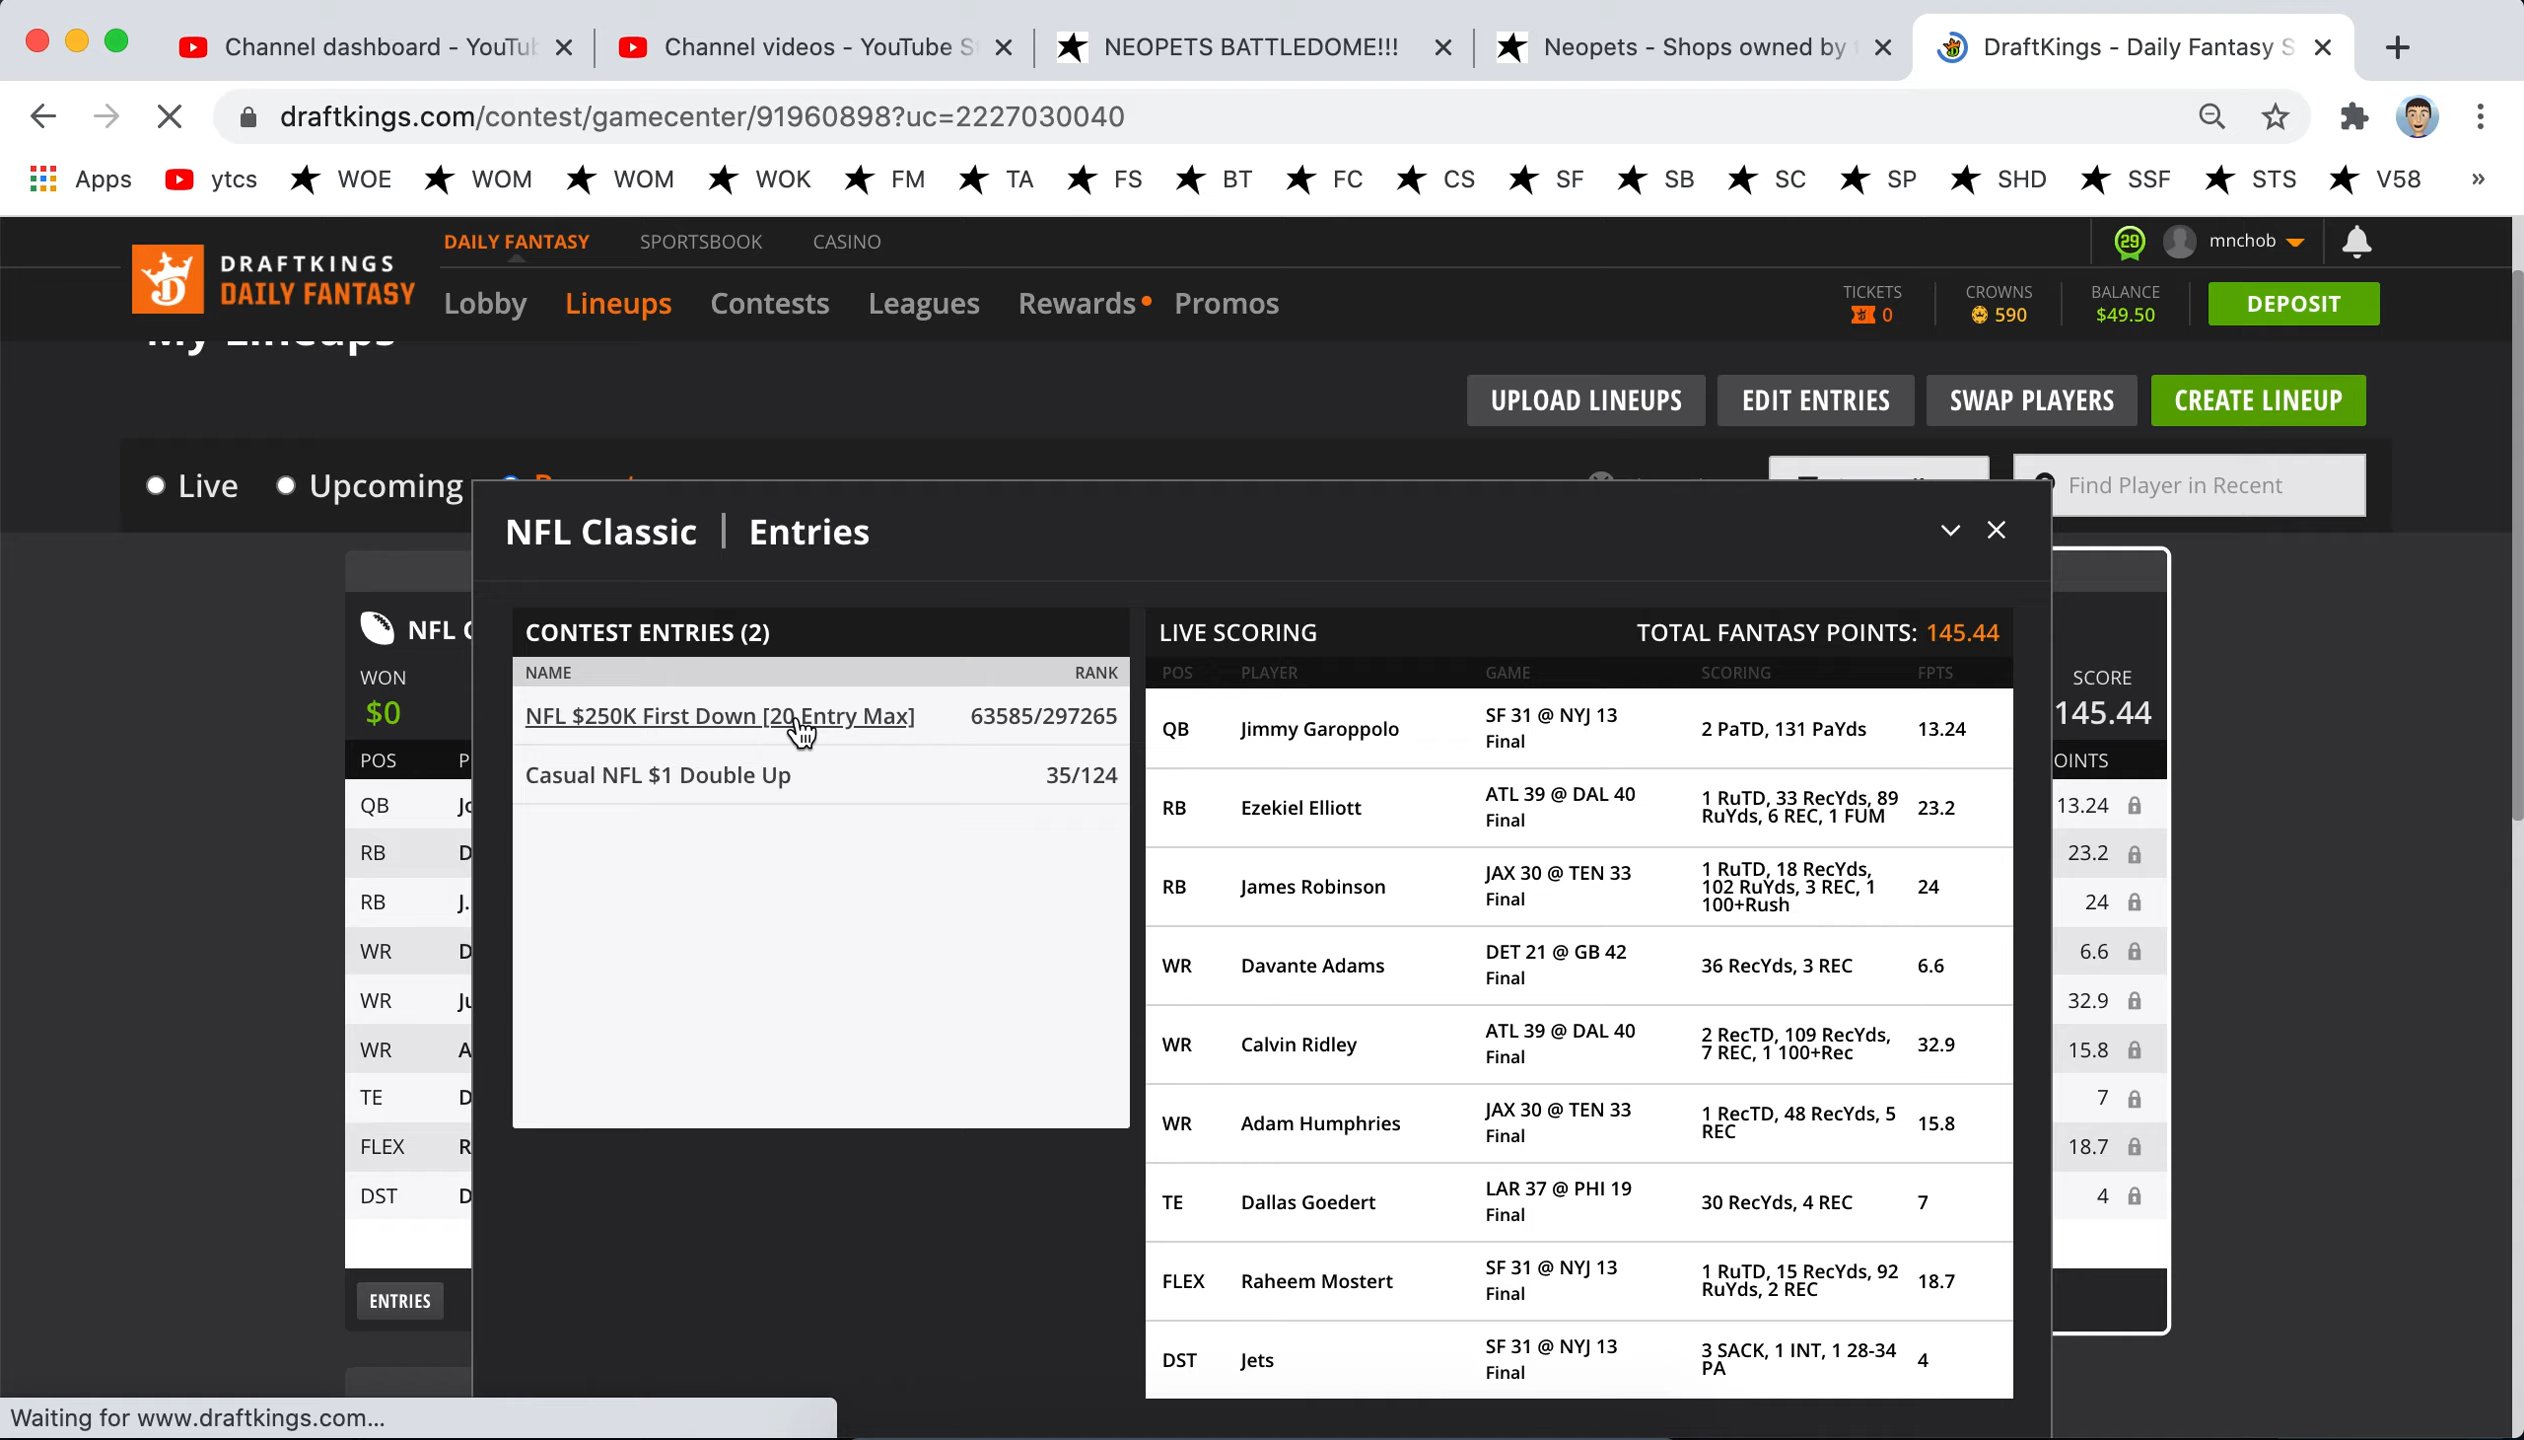 Channel dashboard - YouTub
Channel videos - YouTube S
NEOPETS BATTLEDOME!!!
Neopets - Shops owned by
DraftKings - Daily Fantasy S
draftkings.com/contest/gamecenter/91960898?uc=2227030040
Apps ytcs WOE WOM WOM WOK FM TA FS BT FC CS SF SB SC SP SHD SSF STS V58 »
DRAFTKINGS
DAILY FANTASY
DAILY FANTASY SPORTSBOOK CASINO
29 mnchob
Lobby Lineups Contests Leagues Rewards Promos
TICKETS 0
CROWNS 590
BALANCE $49.50
DEPOSIT
My Lineups
UPLOAD LINEUPS EDIT ENTRIES SWAP PLAYERS CREATE LINEUP
Live Upcoming
Find Player in Recent
NFL Classic | Entries
NFL C
WON
$0
POS P
QB Jo
RB D
RB J.
WR D
WR Ju
WR A
TE D
FLEX R
DST D
ENTRIES
CONTEST ENTRIES (2)
NAME RANK
NFL $250K First Down [20 Entry Max] 63585/297265
Casual NFL $1 Double Up 35/124
LIVE SCORING TOTAL FANTASY POINTS: 145.44
POS PLAYER GAME SCORING FPTS
QB Jimmy Garoppolo SF 31 @ NYJ 13 Final 2 PaTD, 131 PaYds 13.24
RB Ezekiel Elliott ATL 39 @ DAL 40 Final 1 RuTD, 33 RecYds, 89 RuYds, 6 REC, 1 FUM 23.2
RB James Robinson JAX 30 @ TEN 33 Final 1 RuTD, 18 RecYds, 102 RuYds, 3 REC, 1 100+Rush 24
WR Davante Adams DET 21 @ GB 42 Final 36 RecYds, 3 REC 6.6
WR Calvin Ridley ATL 39 @ DAL 40 Final 2 RecTD, 109 RecYds, 7 REC, 1 100+Rec 32.9
WR Adam Humphries JAX 30 @ TEN 33 Final 1 RecTD, 48 RecYds, 5 REC 15.8
TE Dallas Goedert LAR 37 @ PHI 19 Final 30 RecYds, 4 REC 7
FLEX Raheem Mostert SF 31 @ NYJ 13 Final 1 RuTD, 15 RecYds, 92 RuYds, 2 REC 18.7
DST Jets SF 31 @ NYJ 13 Final 3 SACK, 1 INT, 1 28-34 PA 4
SCORE
145.44
OINTS
13.24
23.2
24
6.6
32.9
15.8
7
18.7
4
Waiting for www.draftkings.com...